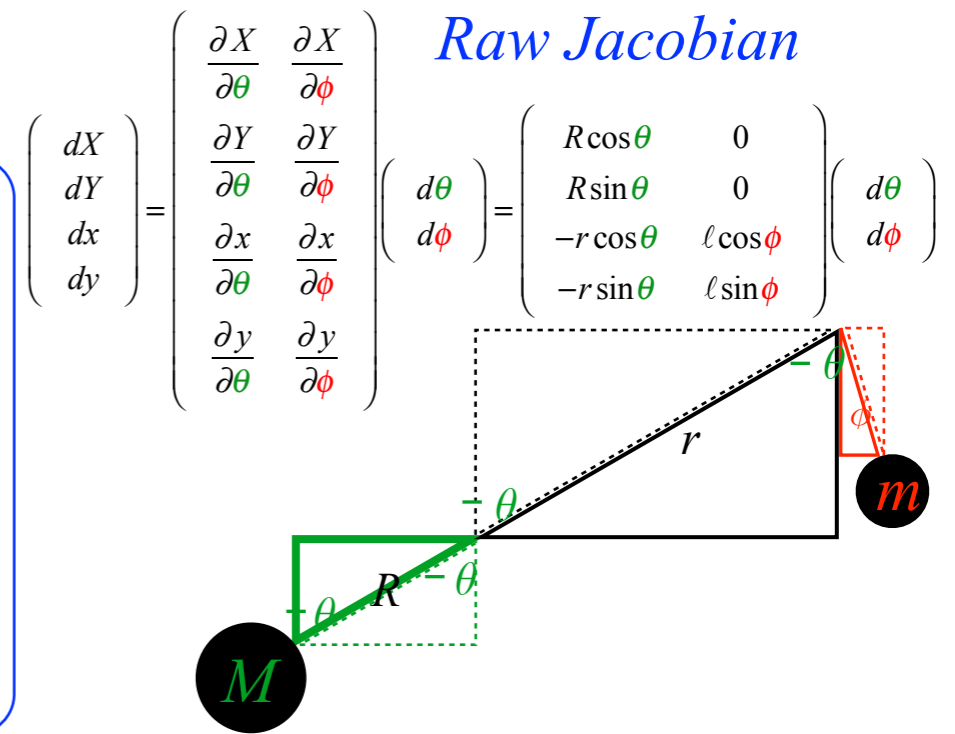 Raw Jacobian
( dX dY dx dy ) = ( ∂X/∂θ ∂X/∂ϕ ∂Y/∂θ ∂Y/∂ϕ ∂x/∂θ ∂x/∂ϕ ∂y/∂θ ∂y/∂ϕ ) ( dθ dϕ ) = ( R cosθ 0 R sinθ 0 −r cosθ ℓ cosϕ −r sinθ ℓ sinϕ ) ( dθ dϕ )
− θ
ϕ
r
m
− θ
R
− θ
− θ
M